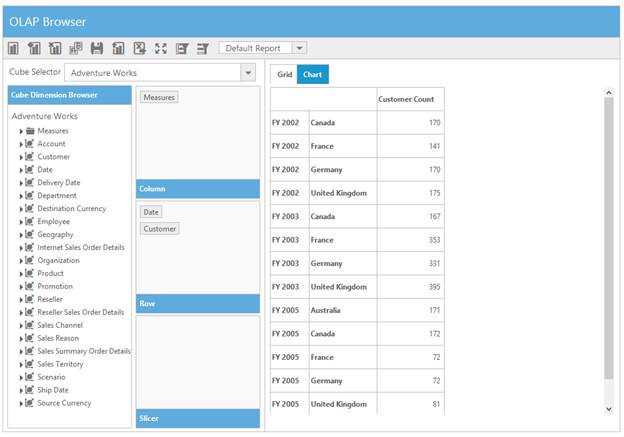 OLAP Browser
Default Report
Cube Selector
Adventure Works
Cube Dimension Browser
Adventure Works
Measures
Account
Customer
Date
Delivery Date
Department
Destination Currency
Employee
Geography
Internet Sales Order Details
Organization
Product
Promotion
Reseller
Reseller Sales Order Details
Sales Channel
Sales Reason
Sales Summary Order Details
Sales Territory
Scenario
Ship Date
Source Currency
Measures
Column
Date
Customer
Row
Slicer
Grid Chart
Customer Count
FY 2002 Canada 170
FY 2002 France 141
FY 2002 Germany 170
FY 2002 United Kingdom 175
FY 2003 Canada 167
FY 2003 France 353
FY 2003 Germany 331
FY 2003 United Kingdom 395
FY 2005 Australia 171
FY 2005 Canada 172
FY 2005 France 72
FY 2005 Germany 72
FY 2005 United Kingdom 81